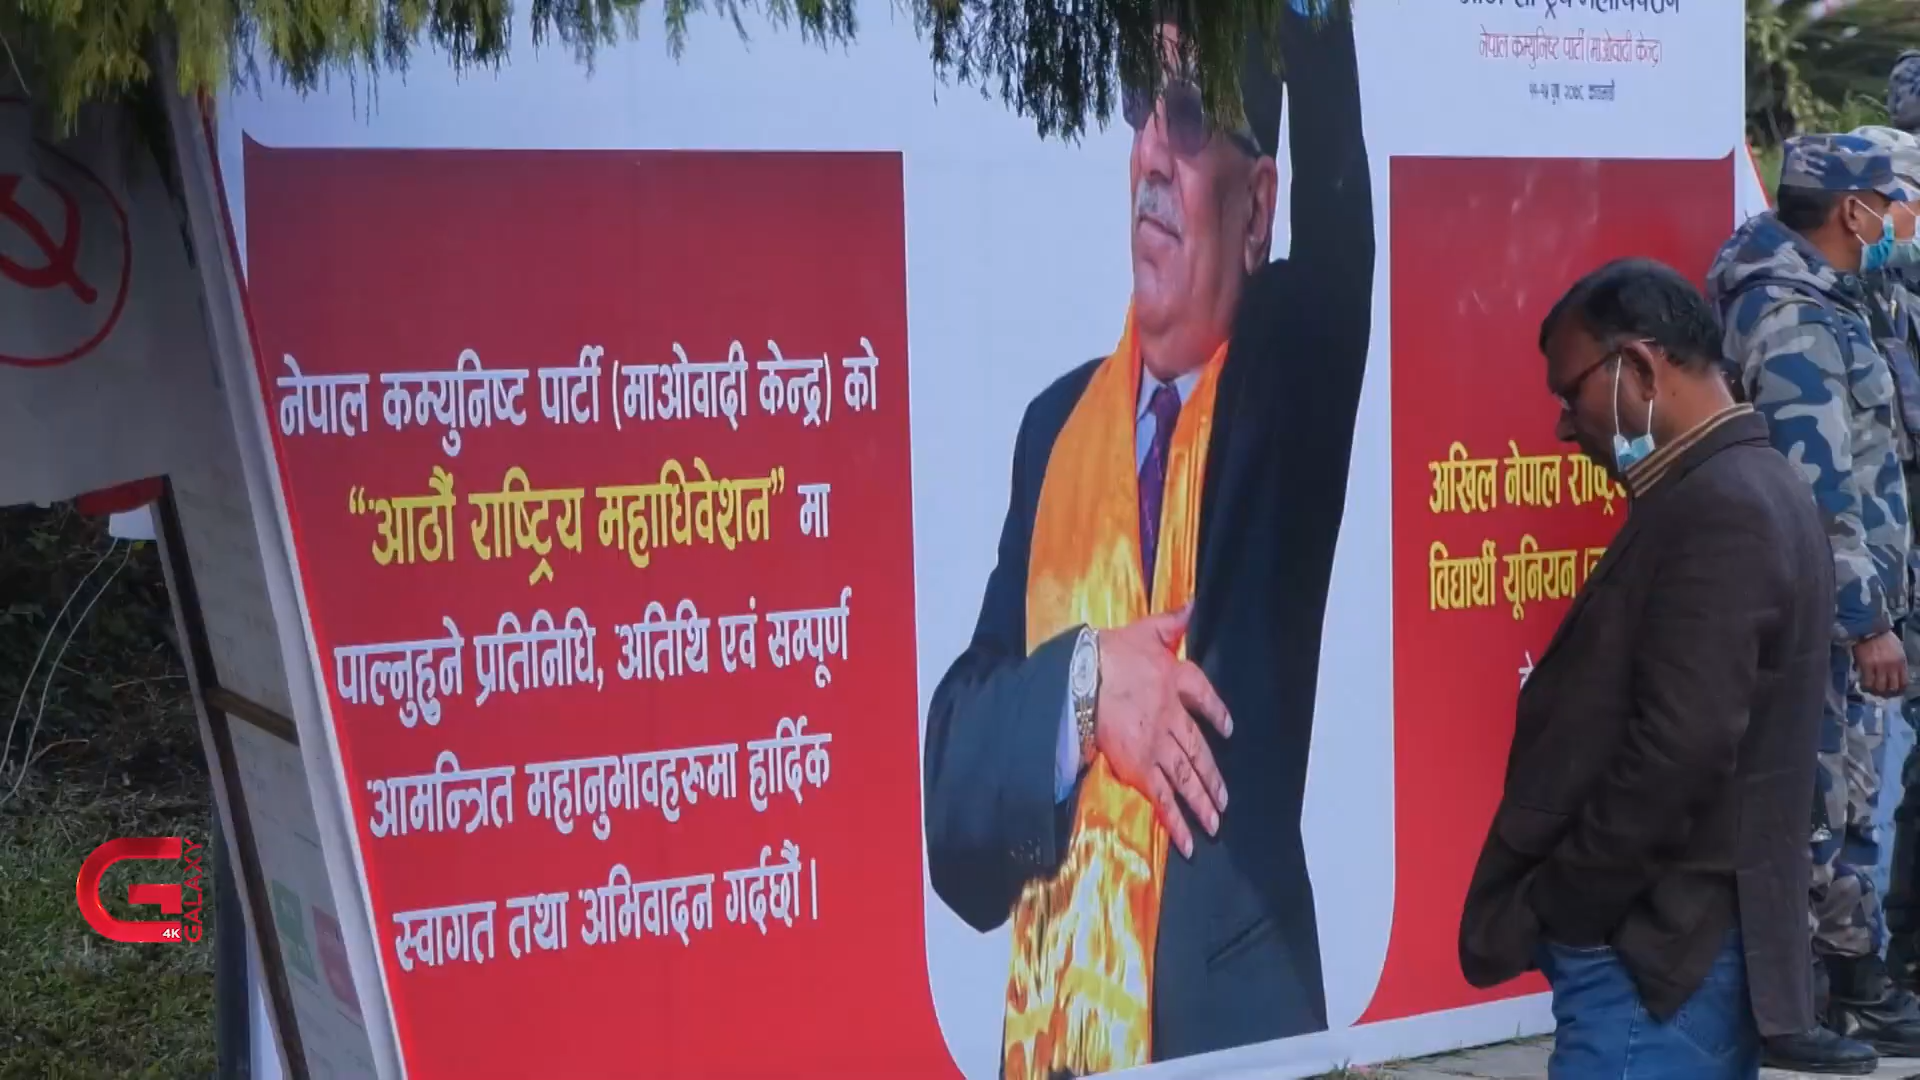 नेपाल कम्युनिष्ट पार्टी (माओवादी केन्द्र)
नेपाल कम्युनिष्ट पार्टी (माओवादी केन्द्र) को
“आठौं राष्ट्रिय महाधिवेशन” मा
पाल्नुहुने प्रतिनिधि, अतिथि एवं सम्पूर्ण
आमन्त्रित महानुभावहरूमा हार्दिक
स्वागत तथा अभिवादन गर्दछौं।
अखिल नेपाल
विद्यार्थी यूनियन
GALAXY
4K